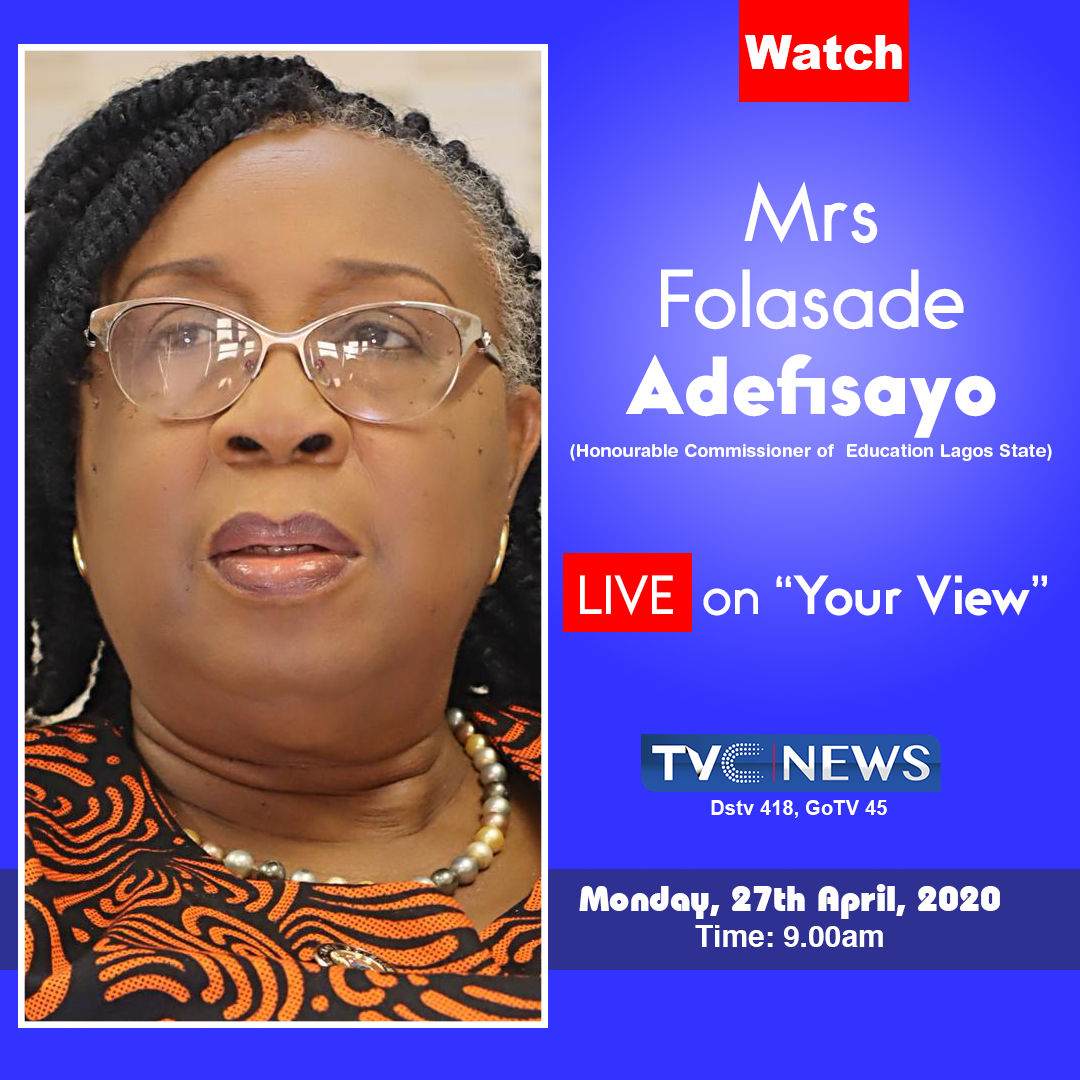 Watch
Mrs
Folasade
Adefisayo
(Honourable Commissioner of Education Lagos State)
LIVE on “Your View”
TVC NEWS
Dstv 418, GoTV 45
Monday, 27th April, 2020
Time: 9.00am